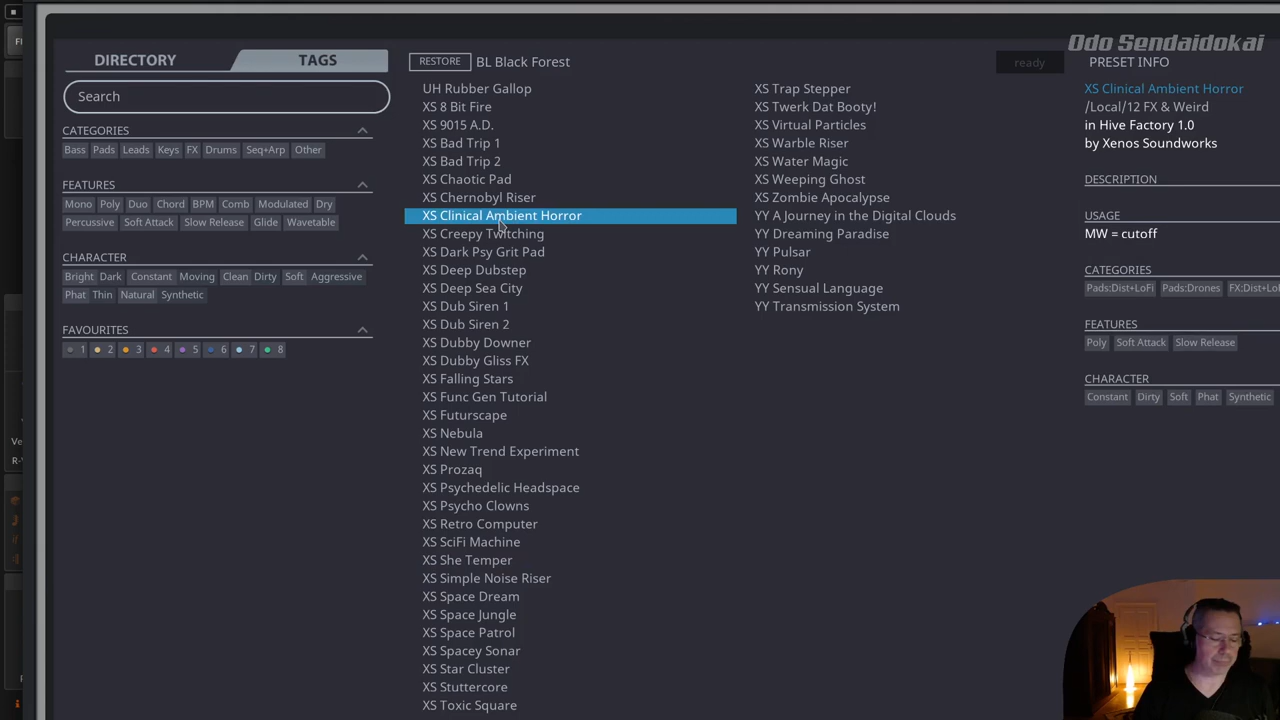 Odo Sendaidokai
DIRECTORY
TAGS
Search
CATEGORIES
Bass Pads Leads Keys FX Drums Seq+Arp Other
FEATURES
Mono Poly Duo Chord BPM Comb Modulated Dry
Percussive Soft Attack Slow Release Glide Wavetable
CHARACTER
Bright Dark Constant Moving Clean Dirty Soft Aggressive
Phat Thin Natural Synthetic
FAVOURITES
1 2 3 4 5 6 7 8
RESTORE BL Black Forest
ready
UH Rubber Gallop
XS 8 Bit Fire
XS 9015 A.D.
XS Bad Trip 1
XS Bad Trip 2
XS Chaotic Pad
XS Chernobyl Riser
XS Clinical Ambient Horror
XS Creepy Twitching
XS Dark Psy Grit Pad
XS Deep Dubstep
XS Deep Sea City
XS Dub Siren 1
XS Dub Siren 2
XS Dubby Downer
XS Dubby Gliss FX
XS Falling Stars
XS Func Gen Tutorial
XS Futurscape
XS Nebula
XS New Trend Experiment
XS Prozaq
XS Psychedelic Headspace
XS Psycho Clowns
XS Retro Computer
XS SciFi Machine
XS She Temper
XS Simple Noise Riser
XS Space Dream
XS Space Jungle
XS Space Patrol
XS Spacey Sonar
XS Star Cluster
XS Stuttercore
XS Toxic Square
XS Trap Stepper
XS Twerk Dat Booty!
XS Virtual Particles
XS Warble Riser
XS Water Magic
XS Weeping Ghost
XS Zombie Apocalypse
YY A Journey in the Digital Clouds
YY Dreaming Paradise
YY Pulsar
YY Rony
YY Sensual Language
YY Transmission System
PRESET INFO
XS Clinical Ambient Horror
/Local/12 FX & Weird
in Hive Factory 1.0
by Xenos Soundworks
DESCRIPTION
USAGE
MW = cutoff
CATEGORIES
Pads:Dist+LoFi Pads:Drones FX:Dist+Lo
FEATURES
Poly Soft Attack Slow Release
CHARACTER
Constant Dirty Soft Phat Synthetic